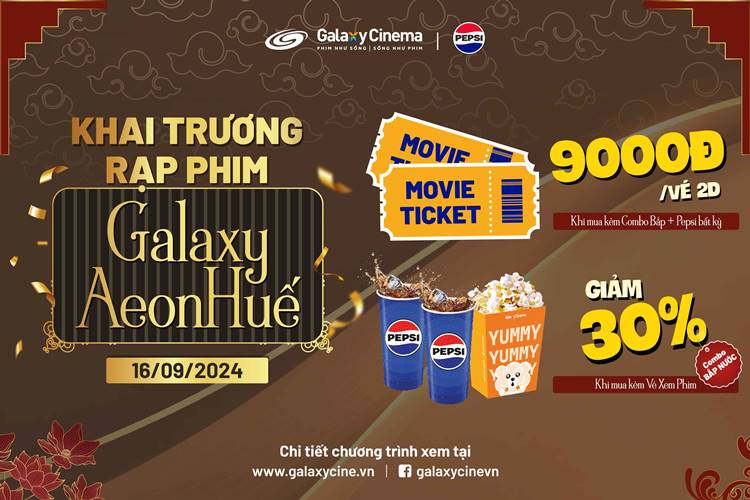 Galaxy Cinema
PHIM NHƯ SỐNG | SỐNG NHƯ PHIM
PEPSI
KHAI TRƯƠNG
RẠP PHIM
Galaxy
AeonHuế
16/09/2024
MOVIE
TICKET
MOVIE
TICKET
9000Đ
/VÉ 2D
Khi mua kèm Combo Bắp + Pepsi bất kỳ
PEPSI
PEPSI
YUMMY
YUMMY
GIẢM
30%
Combo
BẮP NƯỚC
Khi mua kèm Vé Xem Phim
Chi tiết chương trình xem tại
www.galaxycine.vn | galaxycinevn